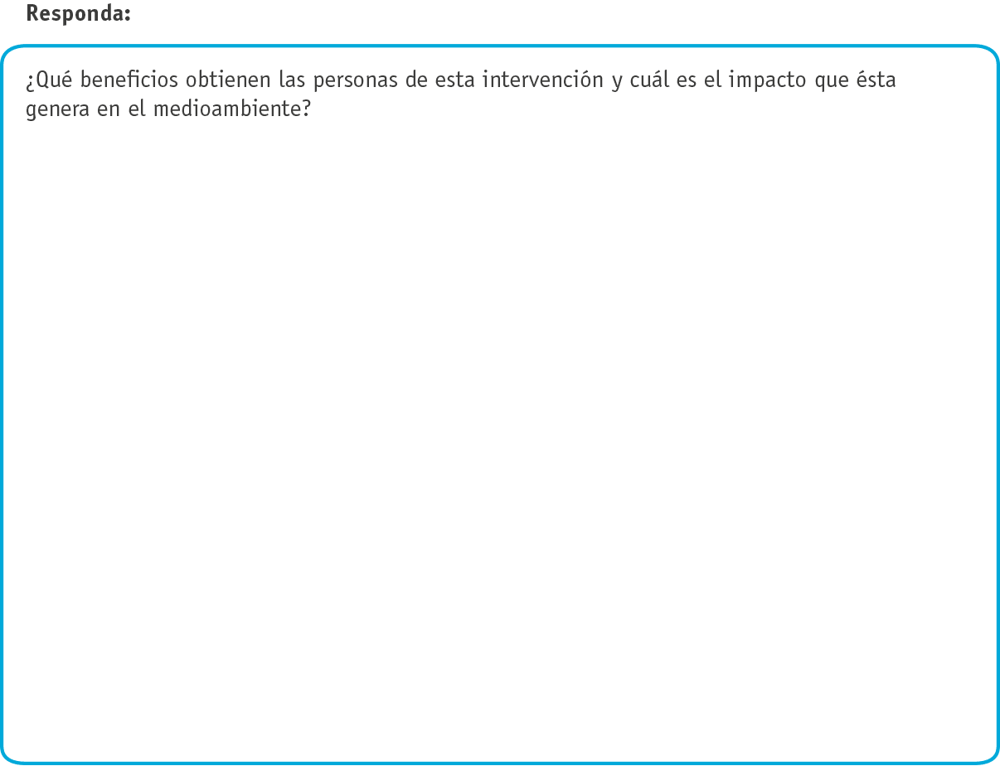 Responda:
¿Qué beneficios obtienen las personas de esta intervención y cuál es el impacto que ésta
genera en el medioambiente?